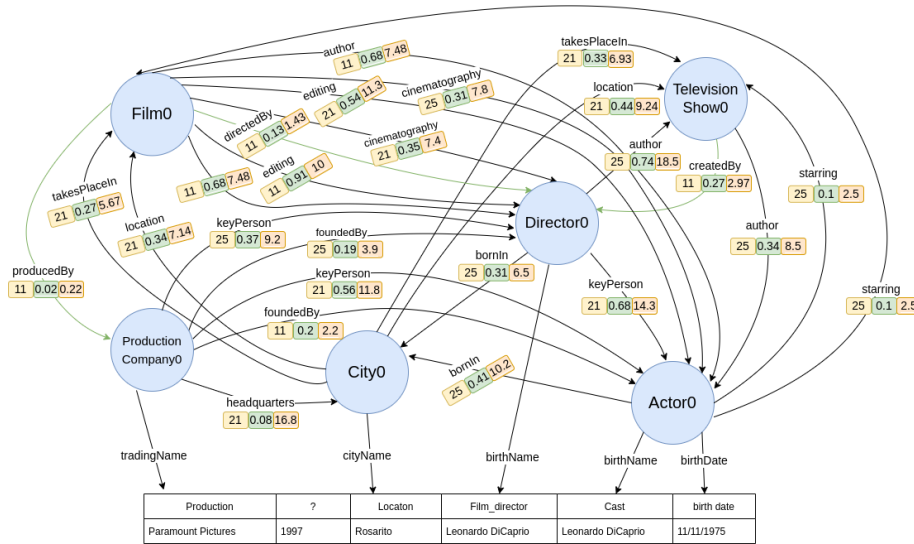 author
11 0.68 7.48
takesPlaceIn
21 0.33 6.93
editing
21 0.54 11.3
cinematography
25 0.31 7.8
location
21 0.44 9.24
Film0
Television
Show0
directedBy
11 0.13 1.43
cinematography
21 0.35 7.4
author
25 0.74 18.5
createdBy
11 0.27 2.97
takesPlaceIn
21 0.27 5.67
11 0.68 7.48
editing
11 0.91 10
starring
25 0.1 2.5
location
21 0.34 7.14
keyPerson
25 0.37 9.2
foundedBy
25 0.19 3.9
Director0
author
25 0.34 8.5
producedBy
11 0.02 0.22
keyPerson
21 0.56 11.8
bornIn
25 0.31 6.5
keyPerson
21 0.68 14.3
starring
25 0.1 2.5
foundedBy
11 0.2 2.2
Production
Company0
City0
bornIn
25 0.41 10.2
Actor0
headquarters
21 0.08 16.8
tradingName
cityName
birthName
birthName
birthDate
Production ? Locaton Film_director Cast birth date
Paramount Pictures 1997 Rosarito Leonardo DiCaprio Leonardo DiCaprio 11/11/1975